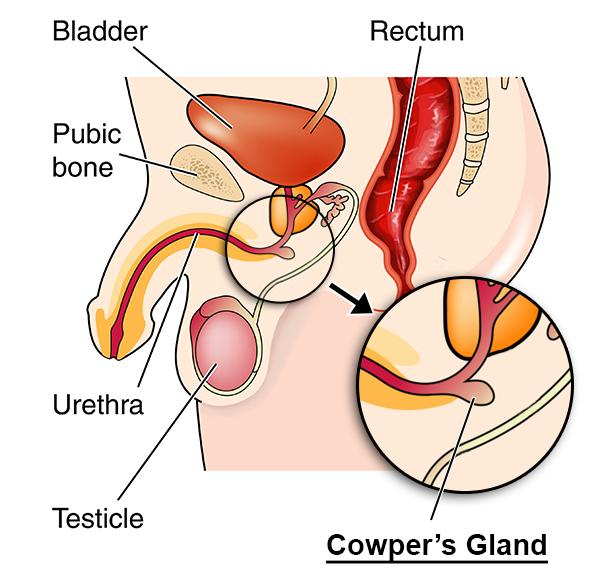 Bladder
Rectum
Pubic
bone
Urethra
Testicle
Cowper's Gland